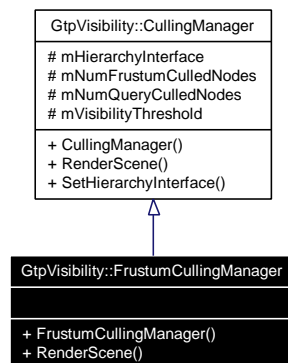 GtpVisibility::CullingManager
# mHierarchyInterface
# mNumFrustumCulledNodes
# mNumQueryCulledNodes
# mVisibilityThreshold
+ CullingManager()
+ RenderScene()
+ SetHierarchyInterface()
GtpVisibility::FrustumCullingManager
+ FrustumCullingManager()
+ RenderScene()